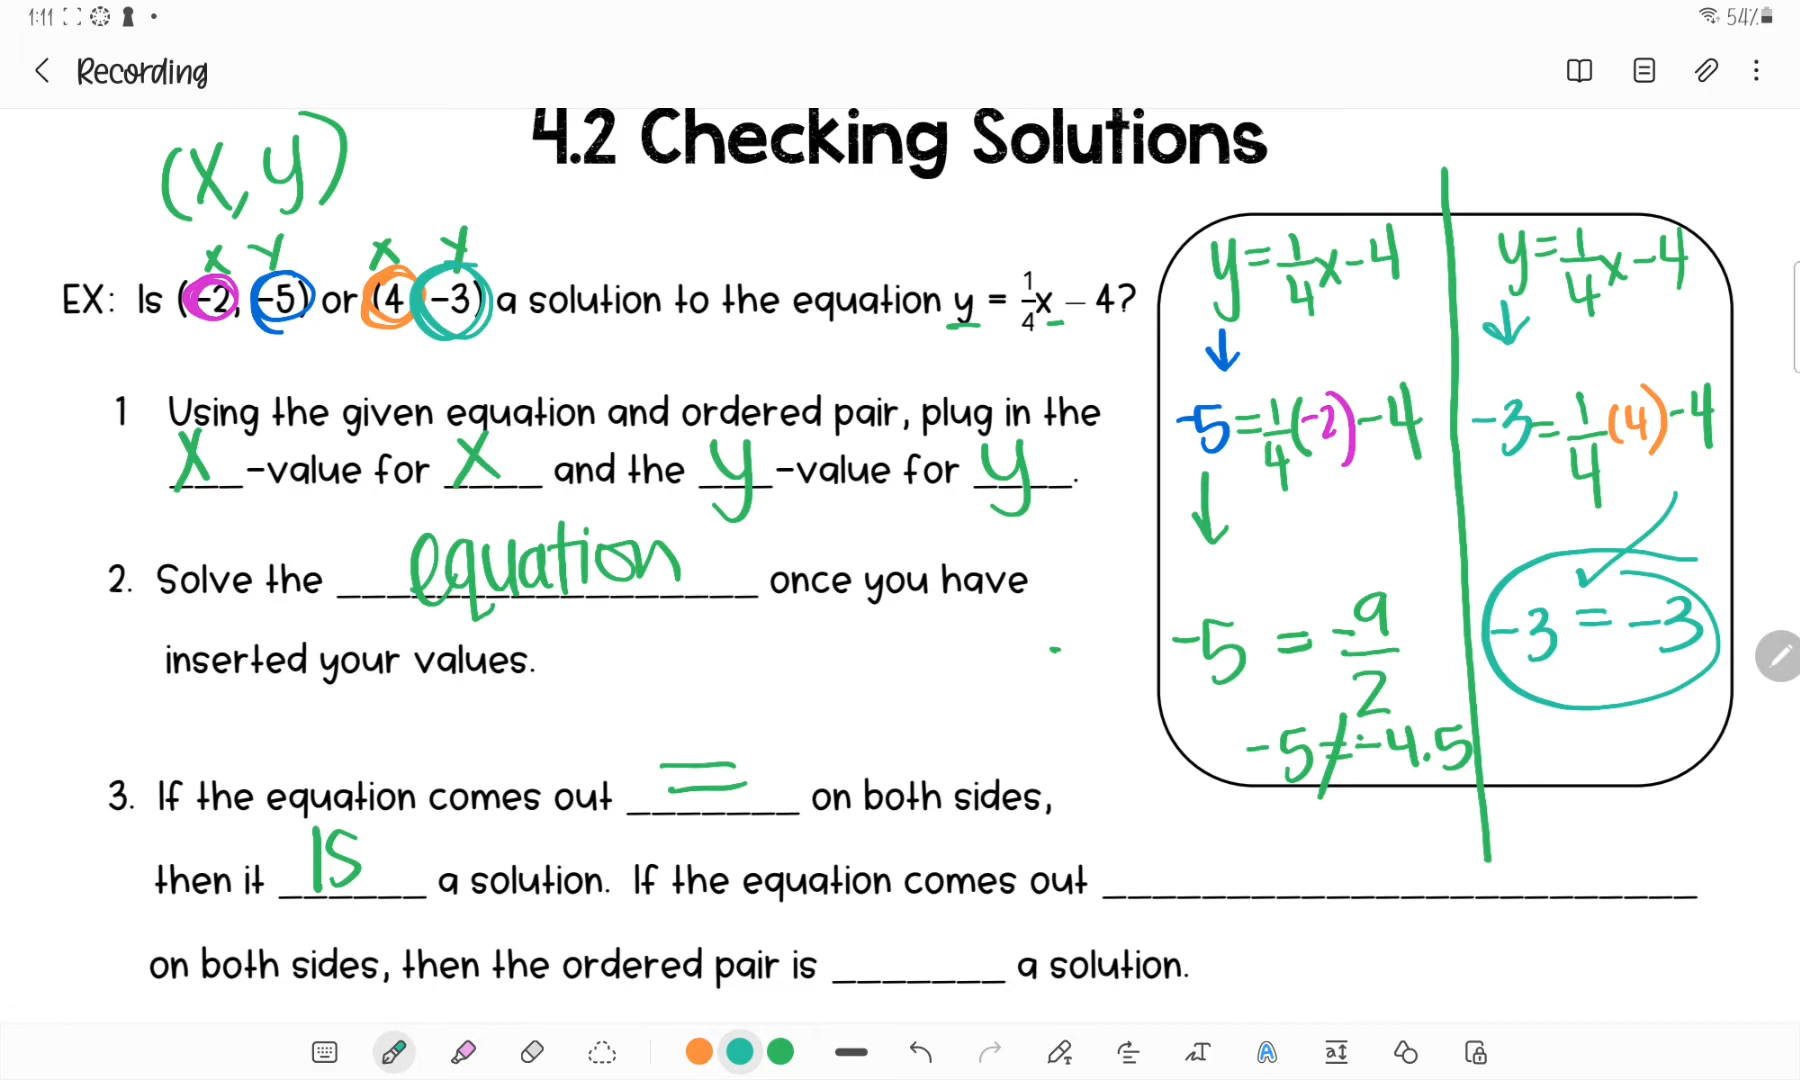 1:11
54%
Recording
4.2 Checking Solutions
(x, y)
x y x y
EX: Is (-2, -5) or (4 -3) a solution to the equation y = 1/4 x - 4?
1 Using the given equation and ordered pair, plug in the
x -value for x and the y -value for y.
2. Solve the equation once you have
inserted your values.
3. If the equation comes out = on both sides,
then it IS a solution. If the equation comes out ____
on both sides, then the ordered pair is ____ a solution.
y = 1/4 x - 4
↓
-5 = 1/4 (-2) - 4
↓
-5 = -9/2
-5 ≠ -4.5
y = 1/4 x - 4
↓
-3 = 1/4 (4) - 4
✓
-3 = -3